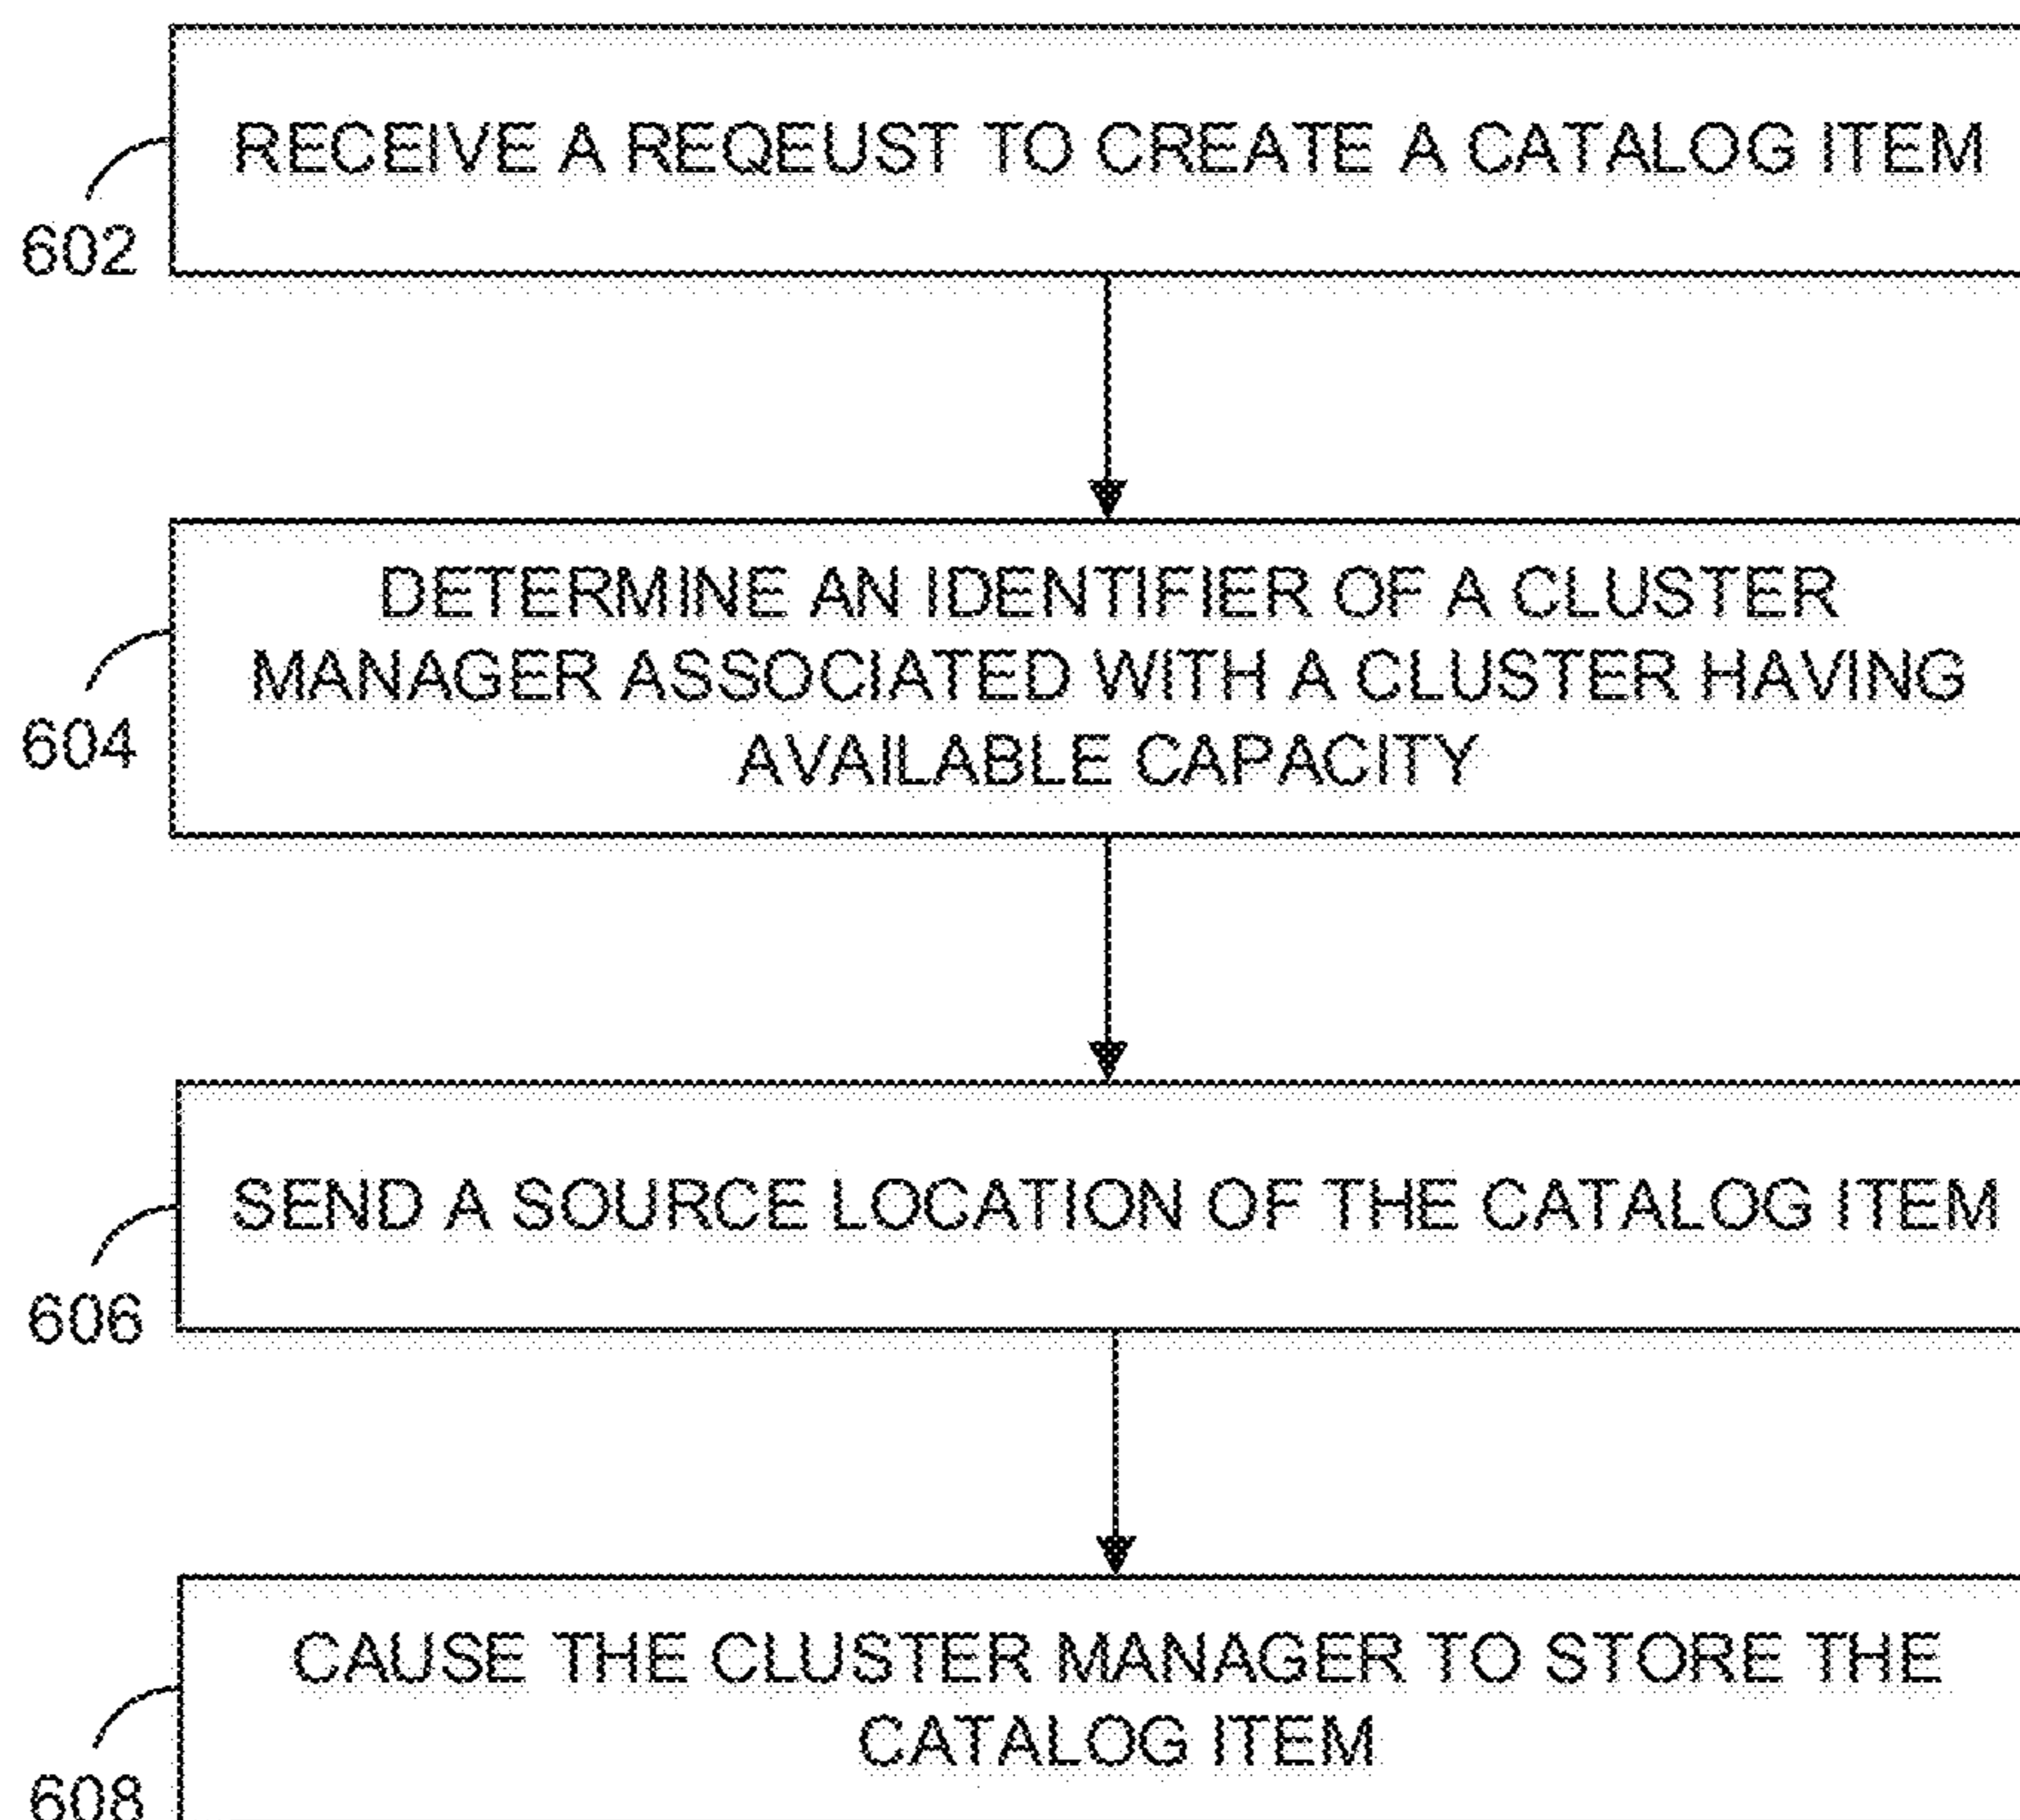 RECEIVE A REQEUST TO CREATE A CATALOG ITEM
602
DETERMINE AN IDENTIFIER OF A CLUSTER
MANAGER ASSOCIATED WITH A CLUSTER HAVING
AVAILABLE CAPACITY
604
SEND A SOURCE LOCATION OF THE CATALOG ITEM
606
CAUSE THE CLUSTER MANAGER TO STORE THE
CATALOG ITEM
608